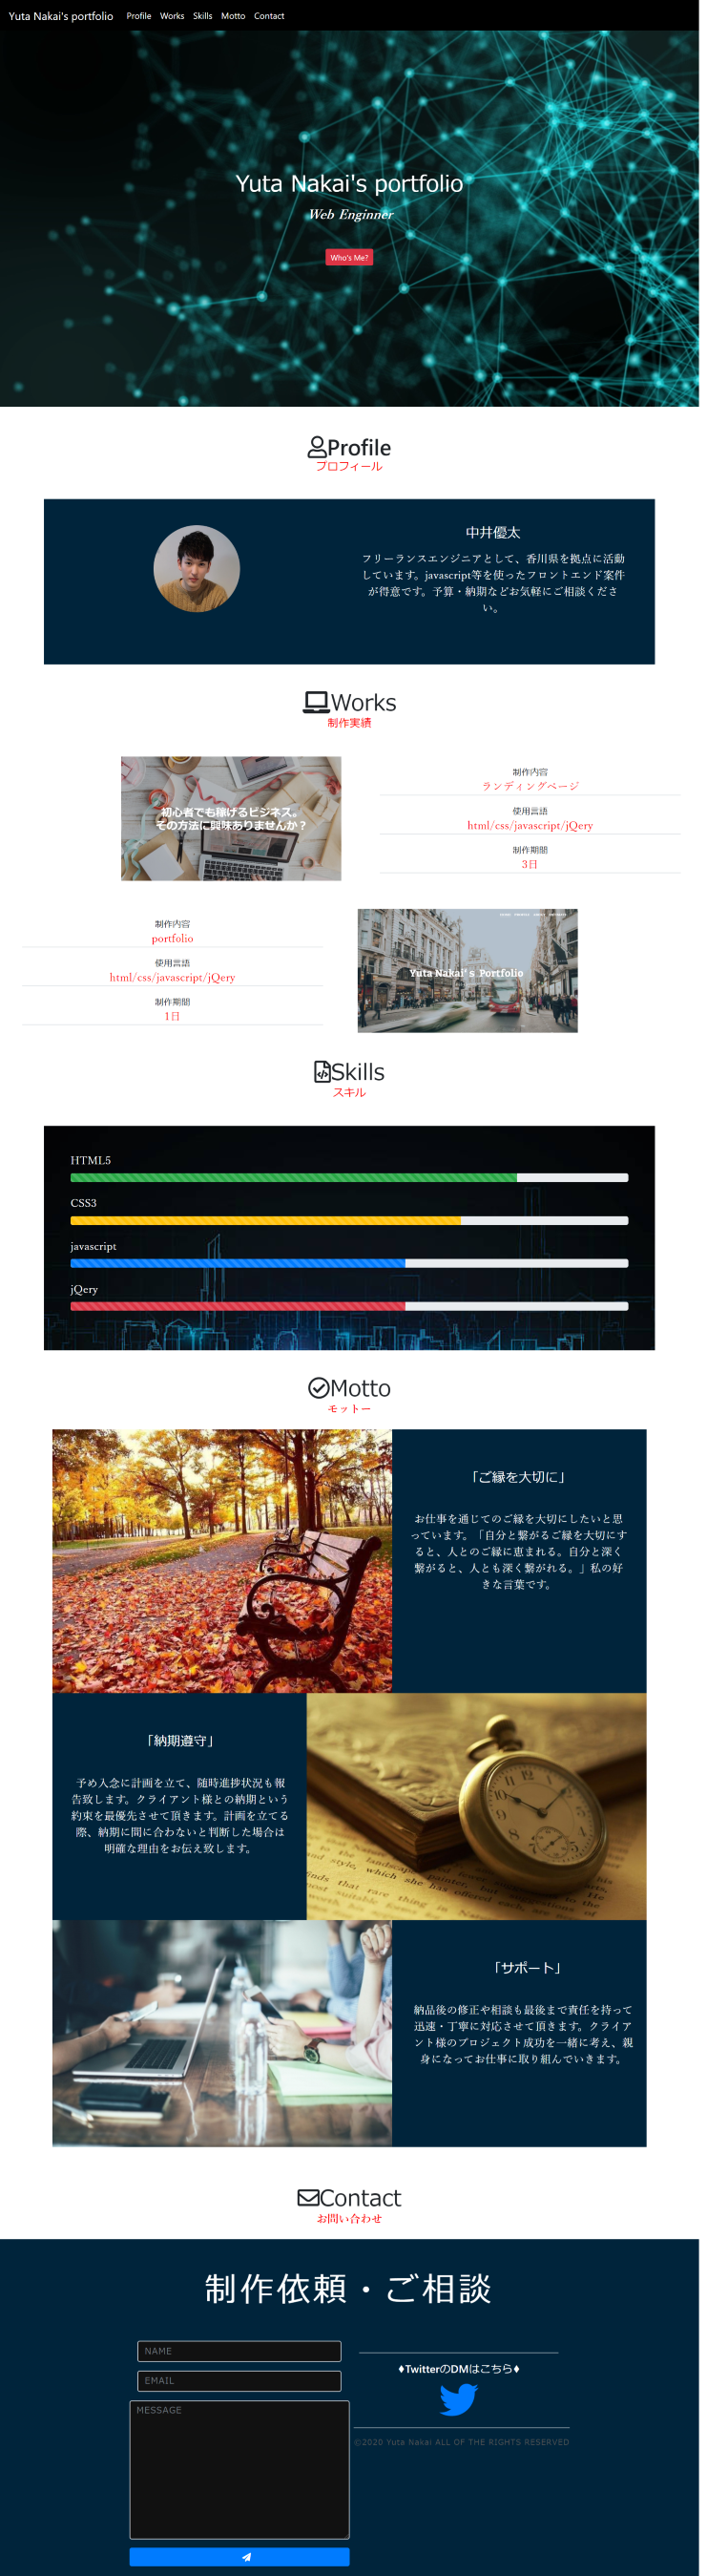 Yuta Nakai's portfolio Profile Works Skills Motto Contact
Yuta Nakai's portfolio
Web Enginner
Who's Me?
Profile
プロフィール
中井優太
フリーランスエンジニアとして、香川県を拠点に活動
しています。javascript等を使ったフロントエンド案件
が得意です。予算・納期などお気軽にご相談くださ
い。
Works
制作実績
初心者でも稼げるビジネス。
その方法に興味ありませんか？
制作内容
ランディングページ
使用言語
html/css/javascript/jQery
制作期間
3日
制作内容
portfolio
使用言語
html/css/javascript/jQery
制作期間
1日
Yuta Nakai's Portfolio
Skills
スキル
HTML5
CSS3
javascript
jQery
Motto
モットー
「ご縁を大切に」
お仕事を通じてのご縁を大切にしたいと思
っています。「自分と繋がるご縁を大切にす
ると、人とのご縁に恵まれる。自分と深く
繋がると、人とも深く繋がれる。」私の好
きな言葉です。
「納期遵守」
予め入念に計画を立て、随時進捗状況も報
告致します。クライアント様との納期という
約束を最優先させて頂きます。計画を立てる
際、納期に間に合わないと判断した場合は
明確な理由をお伝え致します。
「サポート」
納品後の修正や相談も最後まで責任を持って
迅速・丁寧に対応させて頂きます。クライア
ント様のプロジェクト成功を一緒に考え、親
身になってお仕事に取り組んでいきます。
Contact
お問い合わせ
制作依頼・ご相談
NAME
EMAIL
MESSAGE
♦TwitterのDMはこちら♦
©2020 Yuta Nakai ALL OF THE RIGHTS RESERVED